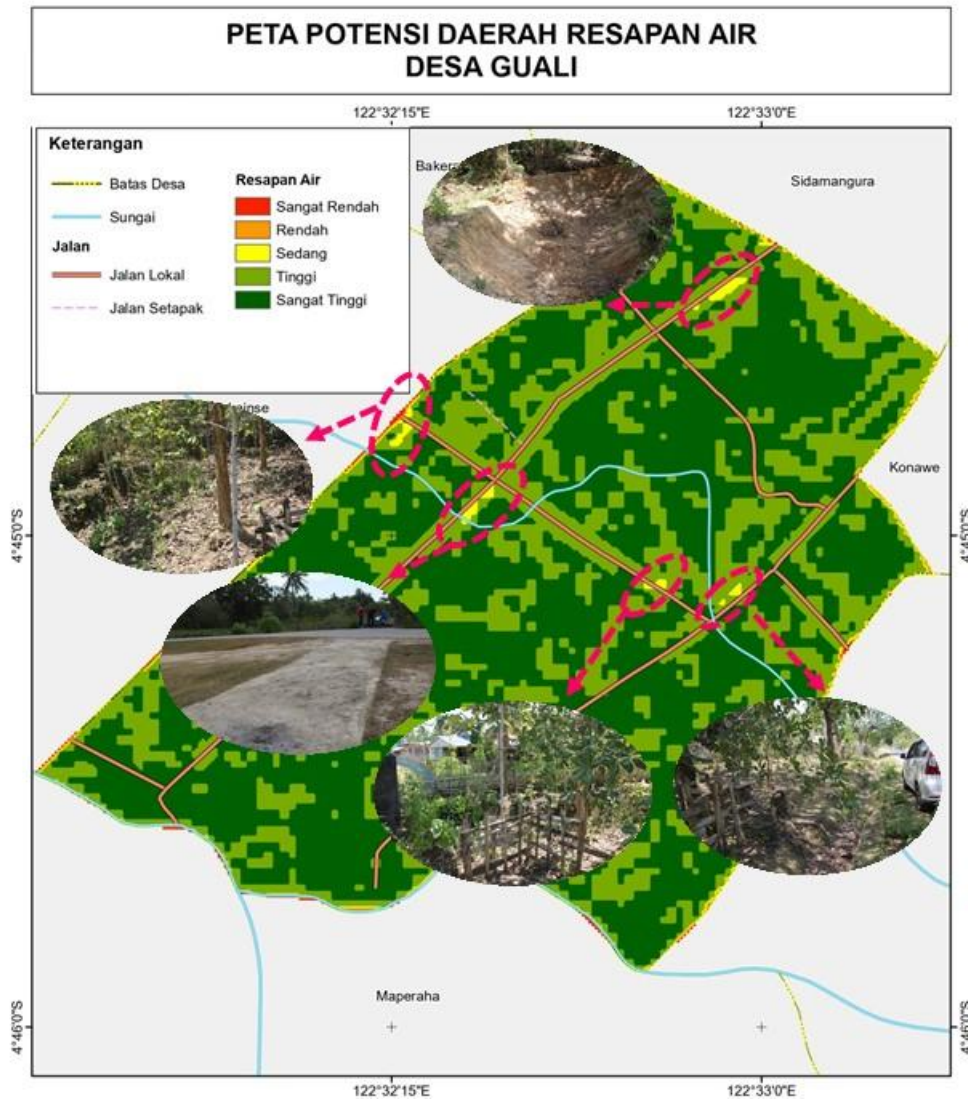 PETA POTENSI DAERAH RESAPAN AIR
DESA GUALI
122°32'15"E
122°33'0"E
Keterangan
Batas Desa
Sungai
Jalan
Jalan Lokal
Jalan Setapak
Resapan Air
Sangat Rendah
Rendah
Sedang
Tinggi
Sangat Tinggi
Sidamangura
Konawe
4°45'0"S
4°45'0"S
Maperaha
4°46'0"S
4°46'0"S
122°32'15"E
122°33'0"E